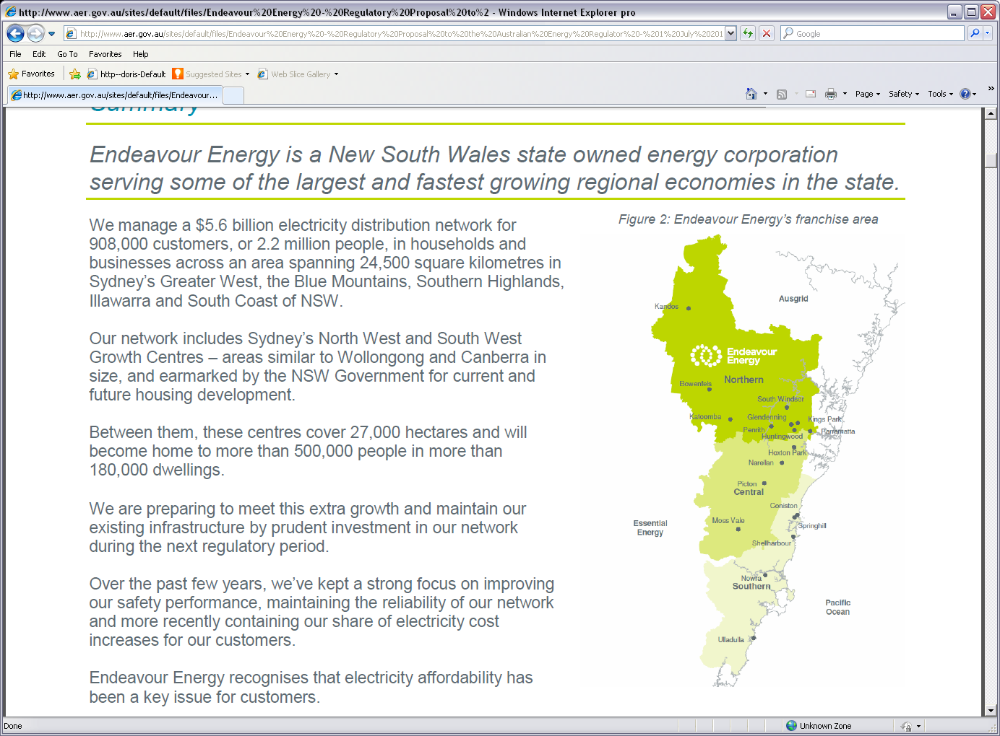 http://www.aer.gov.au/sites/default/files/Endeavour%20Energy%20-%20Regulatory%20Proposal%20to%2 - Windows Internet Explorer pro
http://www.aer.gov.au/sites/default/files/Endeavour%20Energy%20-%20Regulatory%20Proposal%20to%20the%20Australian%20Energy%20Regulator%20-%201%20July%20201
Google
File Edit Go To Favorites Help
Favorites http--doris-Default Suggested Sites Web Slice Gallery
http://www.aer.gov.au/sites/default/files/Endeavour... Page Safety Tools
Summary
Endeavour Energy is a New South Wales state owned energy corporation
serving some of the largest and fastest growing regional economies in the state.
We manage a $5.6 billion electricity distribution network for
908,000 customers, or 2.2 million people, in households and
businesses across an area spanning 24,500 square kilometres in
Sydney's Greater West, the Blue Mountains, Southern Highlands,
Illawarra and South Coast of NSW.
Our network includes Sydney's North West and South West
Growth Centres – areas similar to Wollongong and Canberra in
size, and earmarked by the NSW Government for current and
future housing development.
Between them, these centres cover 27,000 hectares and will
become home to more than 500,000 people in more than
180,000 dwellings.
We are preparing to meet this extra growth and maintain our
existing infrastructure by prudent investment in our network
during the next regulatory period.
Over the past few years, we've kept a strong focus on improving
our safety performance, maintaining the reliability of our network
and more recently containing our share of electricity cost
increases for our customers.
Endeavour Energy recognises that electricity affordability has
been a key issue for customers.
Figure 2: Endeavour Energy's franchise area
Ausgrid
Kandos
Endeavour
Energy
Northern
Bowenfels
South Windsor
Katoomba
Glendenning
Kings Park
Penrith
Parramatta
Huntingwood
Hoxton Park
Narellan
Picton
Central
Coniston
Moss Vale
Springhill
Essential
Energy
Shellharbour
Nowra
Southern
Pacific
Ocean
Ulladulla
Done
Unknown Zone